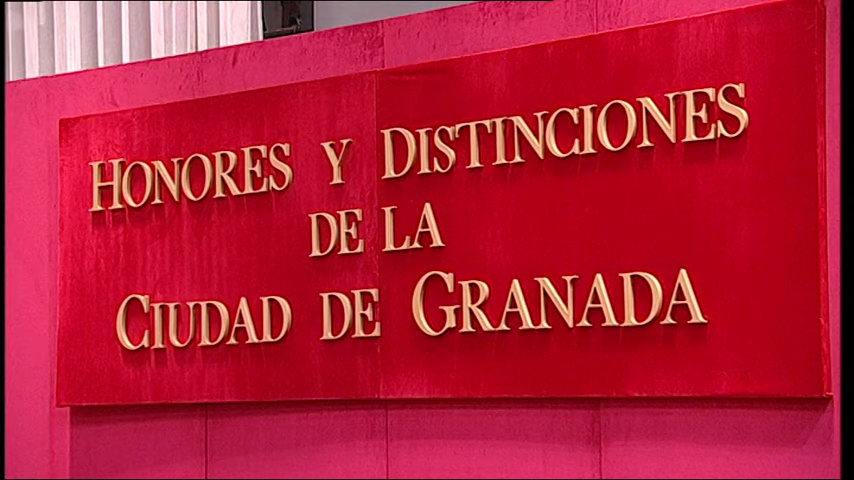 HONORES Y DISTINCIONES
DE LA
CIUDAD DE GRANADA